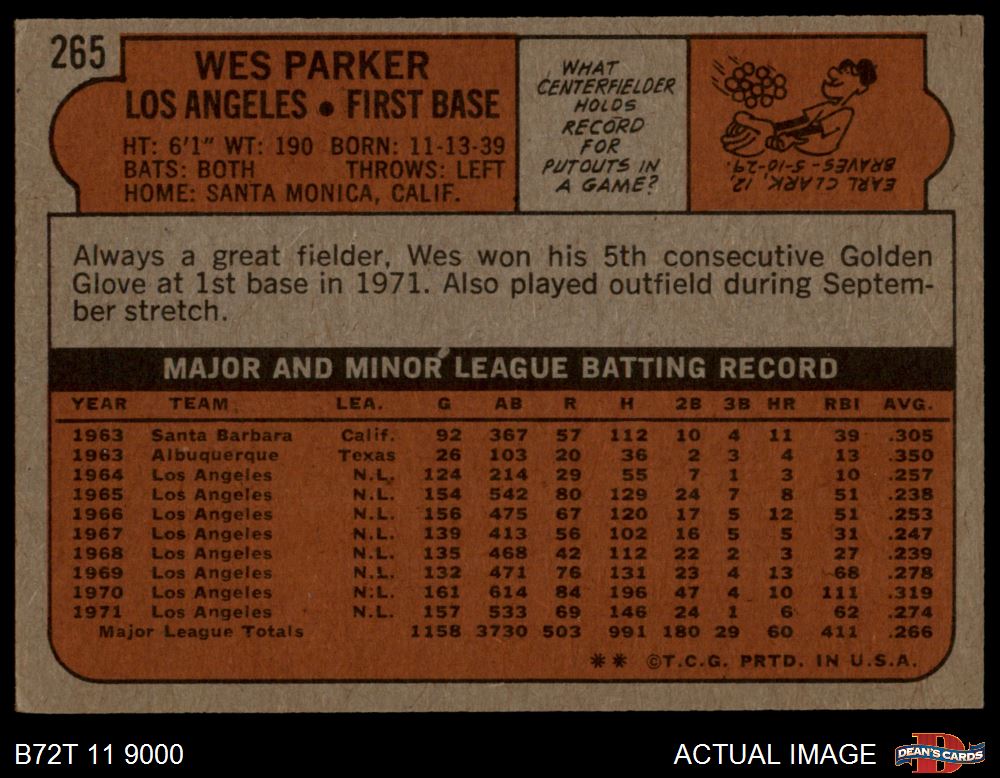 265
WES PARKER
LOS ANGELES • FIRST BASE
HT: 6'1" WT: 190 BORN: 11-13-39
BATS: BOTH THROWS: LEFT
HOME: SANTA MONICA, CALIF.
WHAT
CENTERFIELDER
HOLDS
RECORD
FOR
PUTOUTS IN
A GAME?
EARL CLARK, 12,
BRAVES-5-10-29.
Always a great fielder, Wes won his 5th consecutive Golden
Glove at 1st base in 1971. Also played outfield during Septem-
ber stretch.
MAJOR AND MINOR LEAGUE BATTING RECORD
YEAR TEAM LEA. G AB R H 2B 3B HR RBI AVG.
1963 Santa Barbara Calif. 92 367 57 112 10 4 11 39 .305
1963 Albuquerque Texas 26 103 20 36 2 3 4 13 .350
1964 Los Angeles N.L. 124 214 29 55 7 1 3 10 .257
1965 Los Angeles N.L. 154 542 80 129 24 7 8 51 .238
1966 Los Angeles N.L. 156 475 67 120 17 5 12 51 .253
1967 Los Angeles N.L. 139 413 56 102 16 5 5 31 .247
1968 Los Angeles N.L. 135 468 42 112 22 2 3 27 .239
1969 Los Angeles N.L. 132 471 76 131 23 4 13 68 .278
1970 Los Angeles N.L. 161 614 84 196 47 4 10 111 .319
1971 Los Angeles N.L. 157 533 69 146 24 1 6 62 .274
Major League Totals 1158 3730 503 991 180 29 60 411 .266
** ©T.C.G. PRTD. IN U.S.A.
B72T 11 9000
ACTUAL IMAGE
DEAN'S CARDS